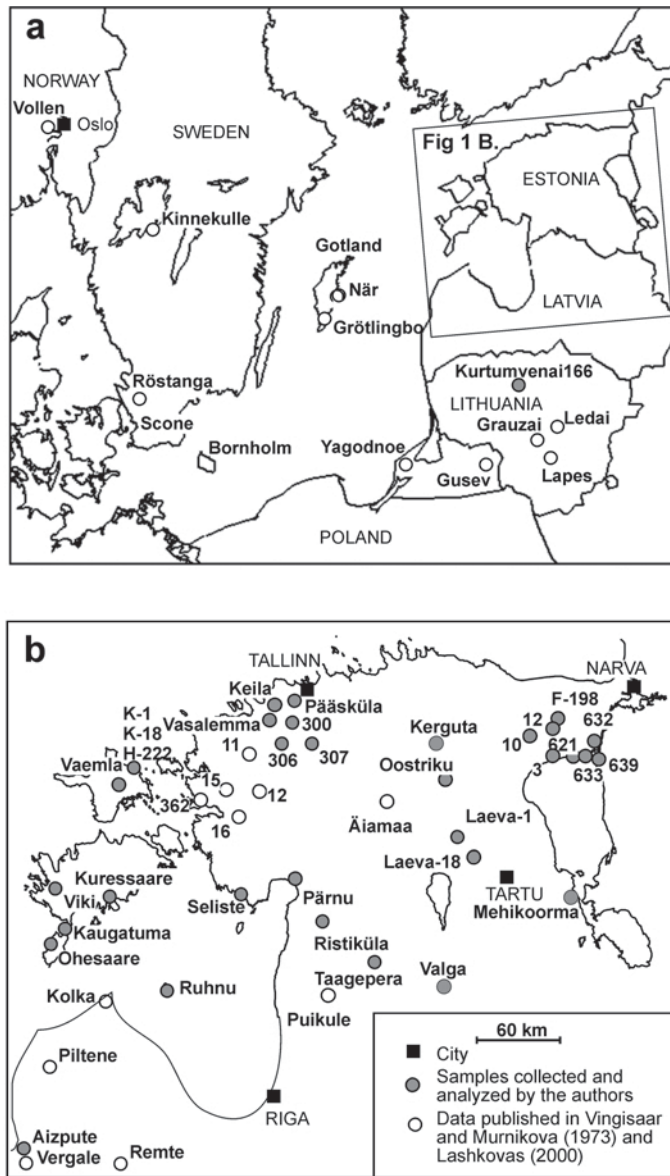 a
NORWAY
Vollen
Oslo
SWEDEN
Fig 1 B.
ESTONIA
Kinnekulle
Gotland
När
LATVIA
Grötlingbo
Kurtumvenai166
Röstanga
LITHUANIA
Scone
Grauzai
Ledai
Bornholm
Yagodnoe
Gusev
Lapes
POLAND
b
TALLINN
NARVA
Keila
Pääsküla
F-198
K-1
Vasalemma
300
12
632
K-18
Kerguta
H-222
11
10
621
306
307
Oostriku
Vaemla
3
633
639
15
362
12
Äiamaa
16
Laeva-1
Laeva-18
Kuressaare
TARTU
Viki
Seliste
Pärnu
Mehikoorma
Kaugatuma
Ristiküla
Ohesaare
Taagepera
Valga
Kolka
Ruhnu
Puikule
60 km
Piltene
City
Samples collected and
analyzed by the authors
RIGA
Data published in Vingisaar
and Murnikova (1973) and
Lashkovas (2000)
Aizpute
Vergale
Remte